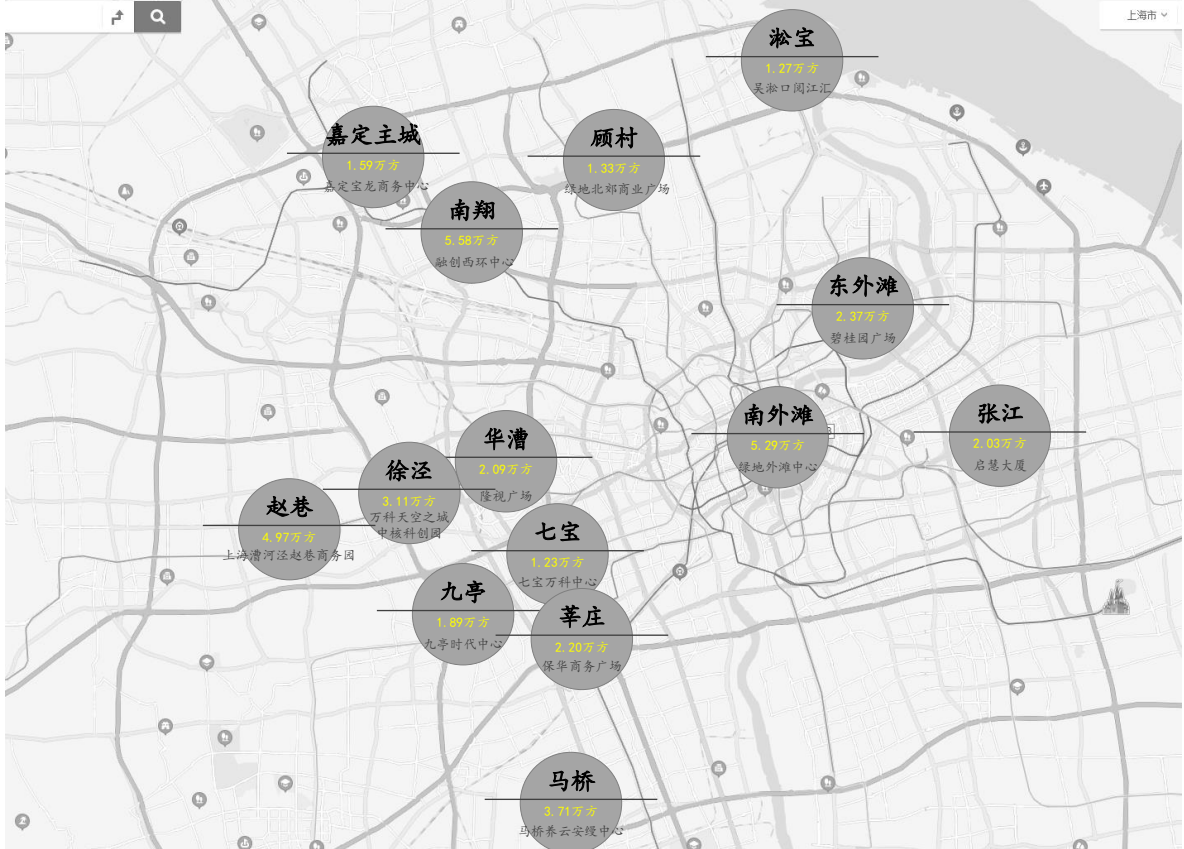 上海市
淞宝
1.27万方
吴淞口阅江汇
嘉定主城
1.59万方
嘉定宝龙商务中心
顾村
1.33万方
绿地北郊商业广场
南翔
5.58万方
融创西环中心
东外滩
2.37万方
碧桂园广场
南外滩
5.29万方
绿地外滩中心
张江
2.03万方
启慧大厦
华漕
2.09万方
隆视广场
徐泾
3.11万方
万科天空之城
中核科创园
赵巷
4.97万方
上海漕河泾赵巷商务园
七宝
1.23万方
七宝万科中心
九亭
1.89万方
九亭时代中心
莘庄
2.20万方
保华商务广场
马桥
3.71万方
马桥养云安缦中心